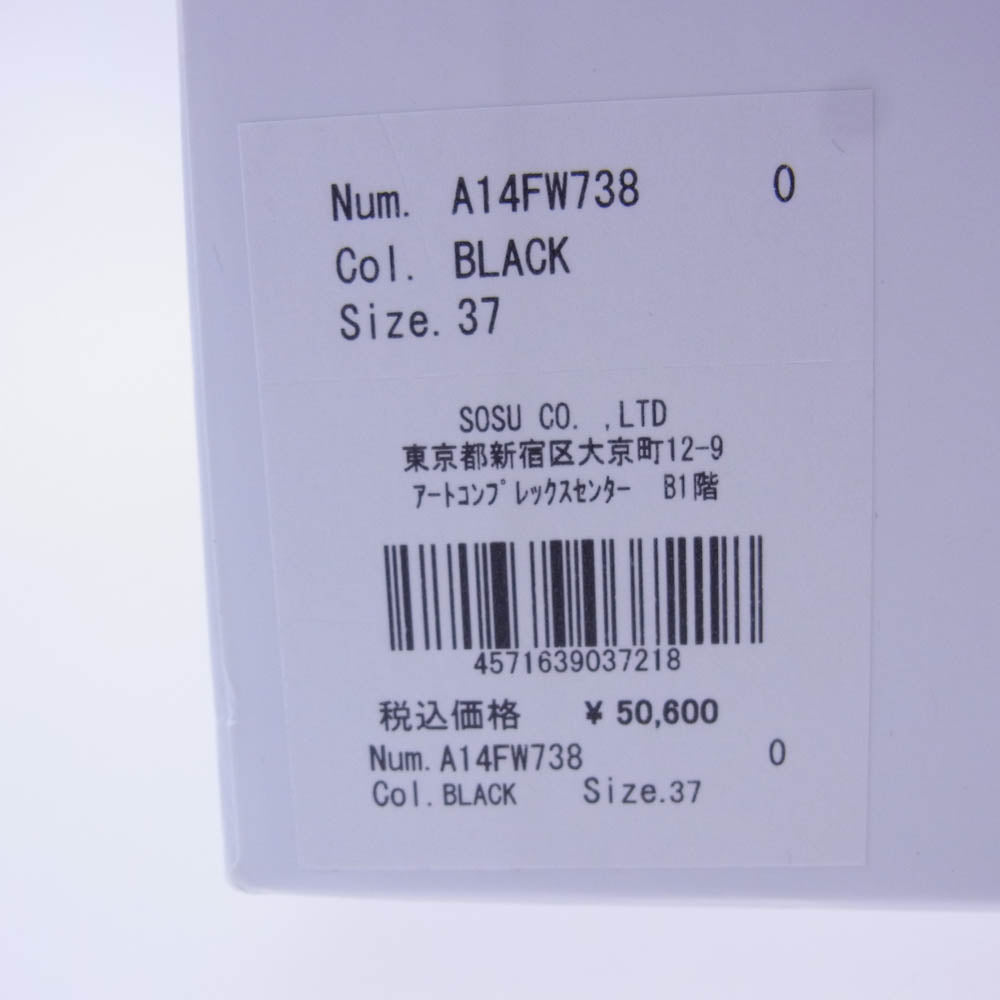 Num. A14FW738 0
Col. BLACK
Size. 37
SOSU CO. ,LTD
東京都新宿区大京町12-9
ｱｰﾄｺﾝﾌﾟﾚｯｸｽｾﾝﾀｰ B1階
4571639037218
税込価格 ¥ 50,600
Num. A14FW738 0
Col. BLACK Size.37